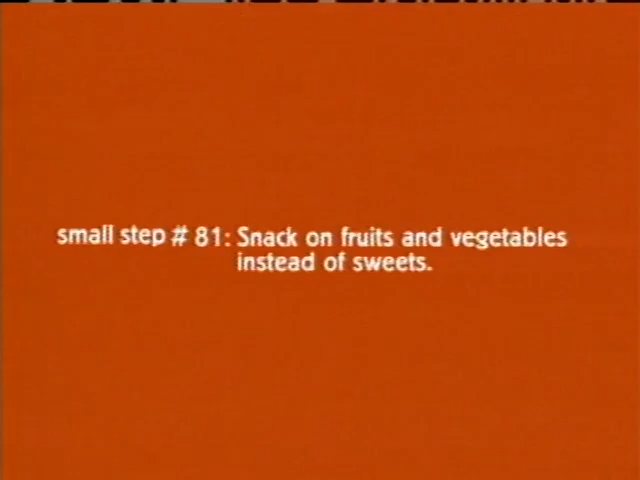 small step # 81: Snack on fruits and vegetables
instead of sweets.